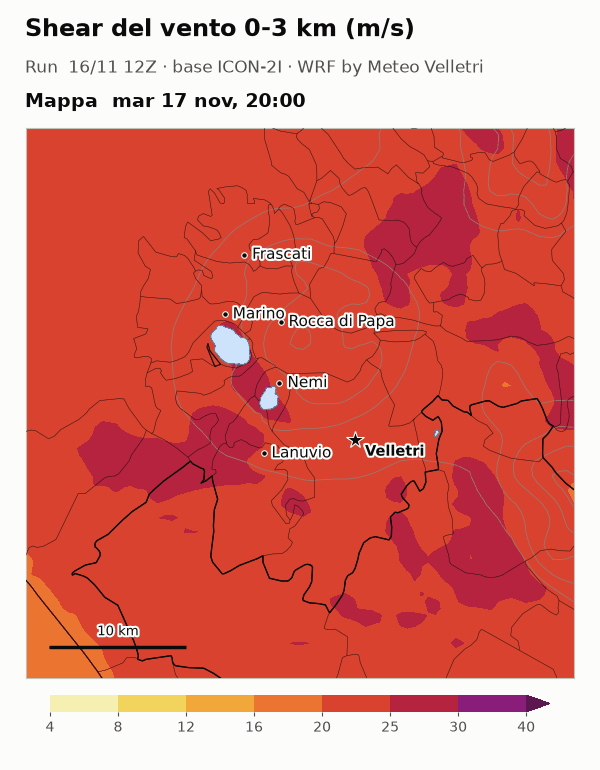 Shear del vento 0-3 km (m/s)
Run  16/11 12Z · base ICON-2I · WRF by Meteo Velletri
Mappa  mar 17 nov, 20:00
Frascati
Marino
Rocca di Papa
Nemi
Velletri
Lanuvio
10 km
4 8 12 16 20 25 30 40